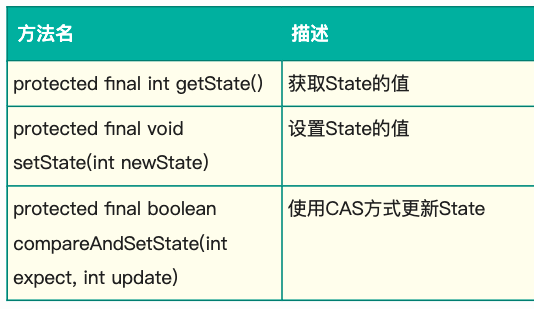 方法名 描述
protected final int getState() 获取State的值
protected final void 设置State的值
setState(int newState)
protected final boolean 使用CAS方式更新State
compareAndSetState(int
expect, int update)